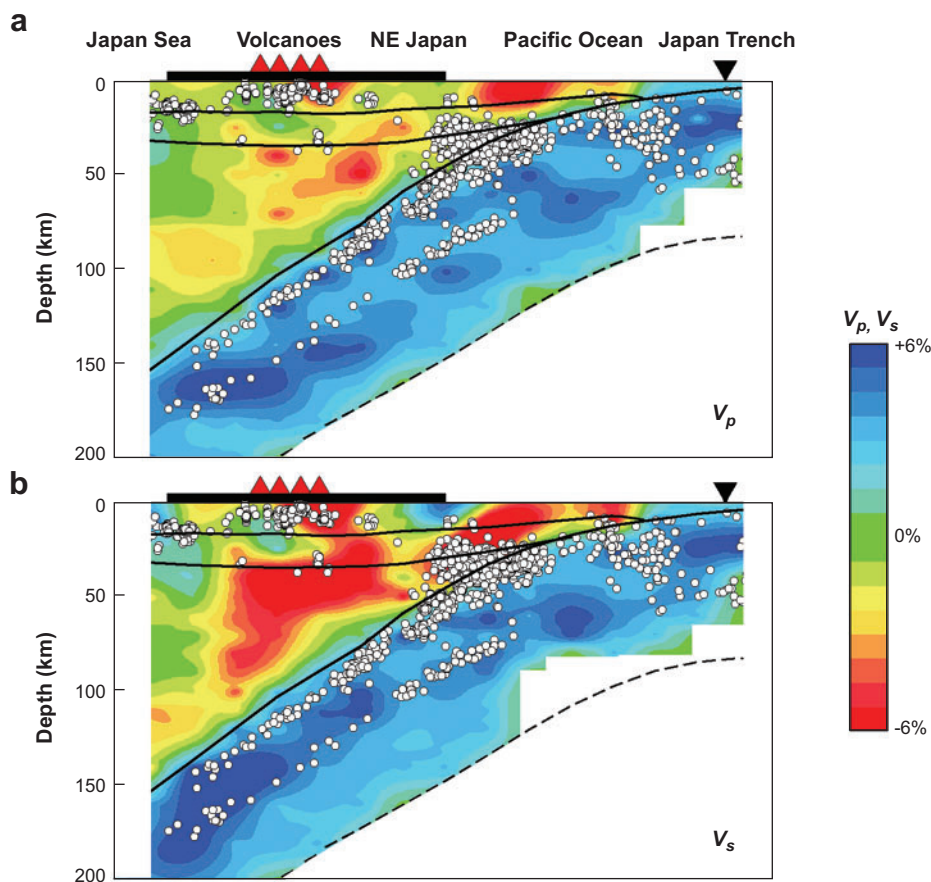 a
Japan Sea Volcanoes NE Japan Pacific Ocean Japan Trench
0
50
100
150
200
Depth (km)
Vp
b
0
50
100
150
200
Depth (km)
Vs
Vp, Vs
+6%
0%
-6%